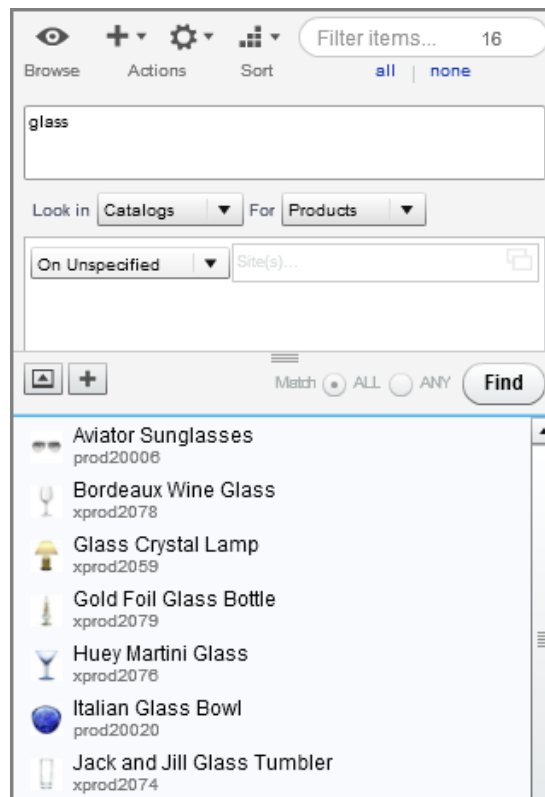 Filter items... 16
Browse Actions Sort all | none
glass
Look in Catalogs For Products
On Unspecified Site(s)...
Match ALL ANY Find
Aviator Sunglasses
prod20006
Bordeaux Wine Glass
xprod2078
Glass Crystal Lamp
xprod2059
Gold Foil Glass Bottle
xprod2079
Huey Martini Glass
xprod2076
Italian Glass Bowl
prod20020
Jack and Jill Glass Tumbler
xprod2074